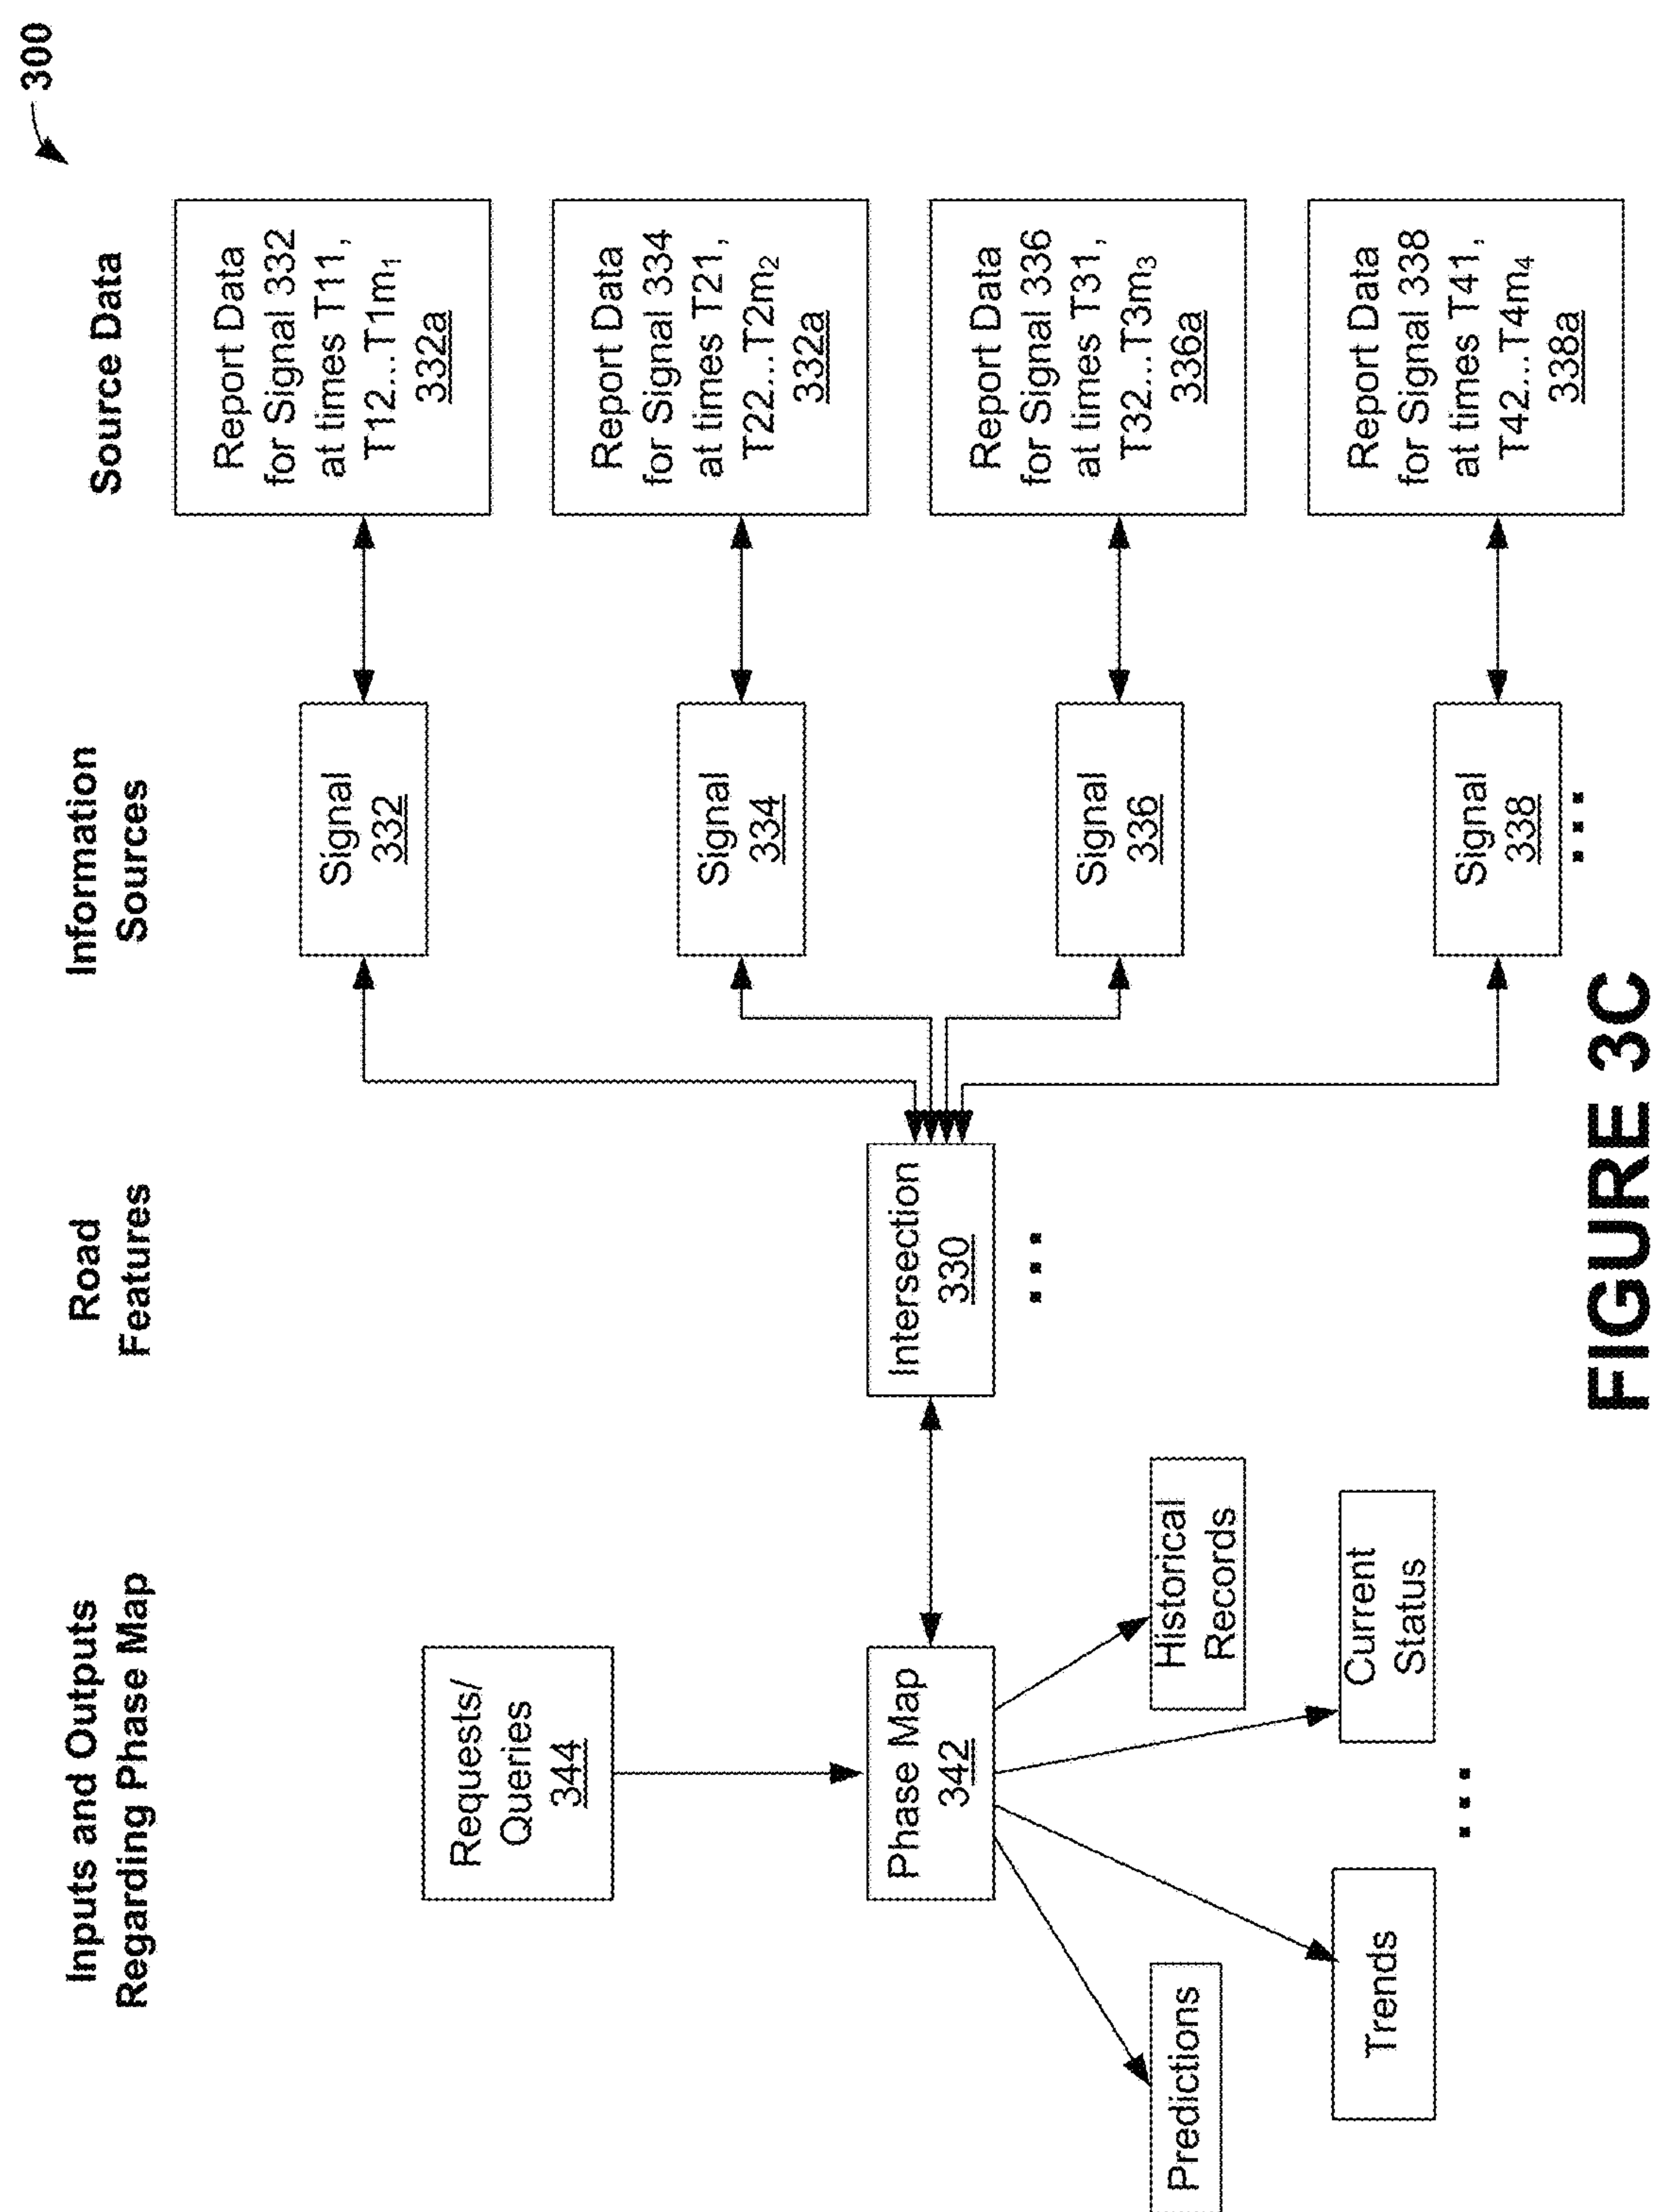 300
Inputs and Outputs
Regarding Phase Map
Road
Features
Information
Sources
Source Data
Requests/
Queries
344
Phase Map
342
Predictions
Trends
Historical
Records
Current
Status
Intersection
330
Signal
332
Signal
334
Signal
336
Signal
338
Report Data
for Signal 332
at times T11,
T12...T1m₁
332a
Report Data
for Signal 334
at times T21,
T22...T2m₂
332a
Report Data
for Signal 336
at times T31,
T32...T3m₃
336a
Report Data
for Signal 338
at times T41,
T42...T4m₄
338a
FIGURE 3C